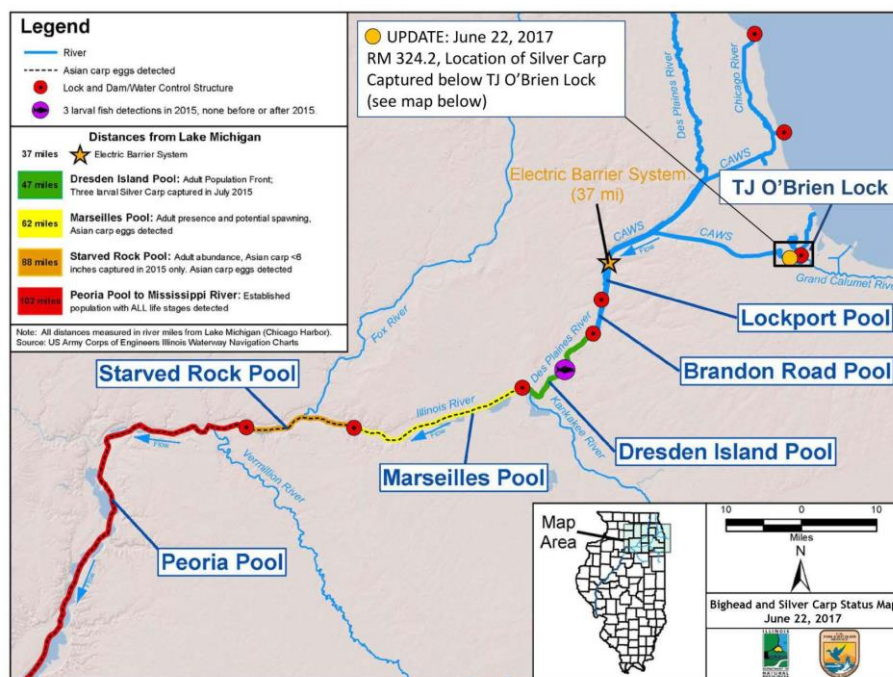 Legend
River
Asian carp eggs detected
Lock and Dam/Water Control Structure
3 larval fish detections in 2015, none before or after 2015.
Distances from Lake Michigan
37 miles Electric Barrier System
47 miles Dresden Island Pool: Adult Population Front;
Three larval Silver Carp captured in July 2015
62 miles Marseilles Pool: Adult presence and potential spawning,
Asian carp eggs detected
88 miles Starved Rock Pool: Adult abundance, Asian carp <6
inches captured in 2015 only. Asian carp eggs detected
102 miles Peoria Pool to Mississippi River: Established
population with ALL life stages detected
Note: All distances measured in river miles from Lake Michigan (Chicago Harbor).
Source: US Army Corps of Engineers Illinois Waterway Navigation Charts
UPDATE: June 22, 2017
RM 324.2, Location of Silver Carp
Captured below TJ O'Brien Lock
(see map below)
Des Plaines River
Chicago River
CAWS
Electric Barrier System
(37 mi)
TJ O'Brien Lock
CAWS
CAWS
Flow
Grand Calumet River
Lockport Pool
Fox River
Des Plaines River
Brandon Road Pool
Starved Rock Pool
Illinois River
Flow
Kankakee River
Dresden Island Pool
Marseilles Pool
Flow
Vermillion River
Peoria Pool
Flow
Map
Area
10 0 10
Miles
N
Bighead and Silver Carp Status Map
June 22, 2017
ILLINOIS